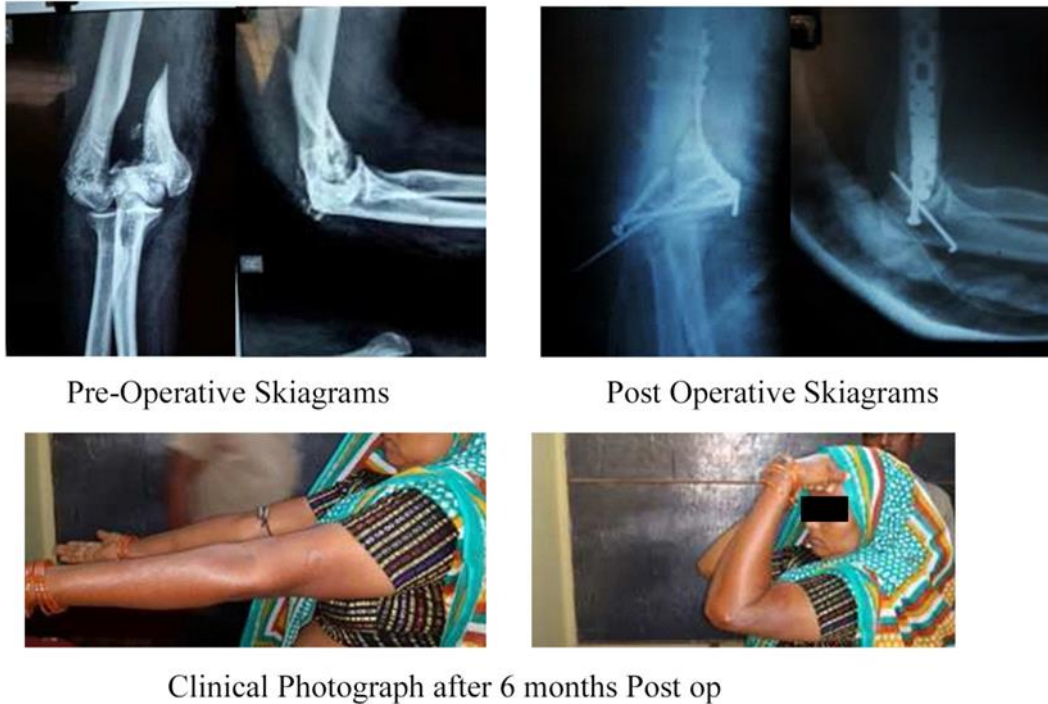 Pre-Operative Skiagrams
Post Operative Skiagrams
Clinical Photograph after 6 months Post op